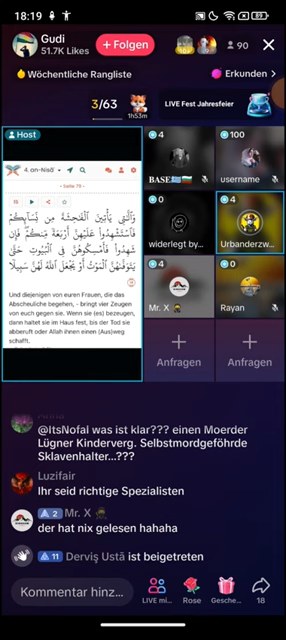 18:19
89
Gudi
51.7K Likes
+ Folgen
90
Wöchentliche Rangliste
Erkunden >
3/63
1h53m
LIVE Fest Jahresfeier
Host
4. an-Nisāʾ
- Seite 79 -
15
وَٱلَّٰتِي يَأۡتِينَ ٱلۡفَٰحِشَةَ مِن نِّسَآئِكُمۡ
فَٱسۡتَشۡهِدُواْ عَلَيۡهِنَّ أَرۡبَعَةٗ مِّنكُمۡۖ فَإِن
شَهِدُواْ فَأَمۡسِكُوهُنَّ فِي ٱلۡبُيُوتِ حَتَّىٰ
يَتَوَفَّىٰهُنَّ ٱلۡمَوۡتُ أَوۡ يَجۡعَلَ ٱللَّهُ لَهُنَّ سَبِيلٗا
Und diejenigen von euren Frauen, die das
Abscheuliche begehen, - bringt vier Zeugen
von euch gegen sie. Wenn sie (es) bezeugen,
dann haltet sie im Haus fest, bis der Tod sie
abberuft oder Allah ihnen einen (Aus)weg
schafft.
4
BASE
100
username
0
widerlegt by...
4
Urbanderzw...
4
Mr. X
0
Rayan
+
Anfragen
+
Anfragen
@ItsNofal was ist klar??? einen Moerder
Lügner Kinderverg. Selbstmordgeföhrde
Sklavenhalter...???
Luzifair
Ihr seid richtige Spezialisten
2 Mr. X
der hat nix gelesen hahaha
11 Derviş Ustā ist beigetreten
Kommentar hinz...
LIVE mi...
Rose
Gesche...
18